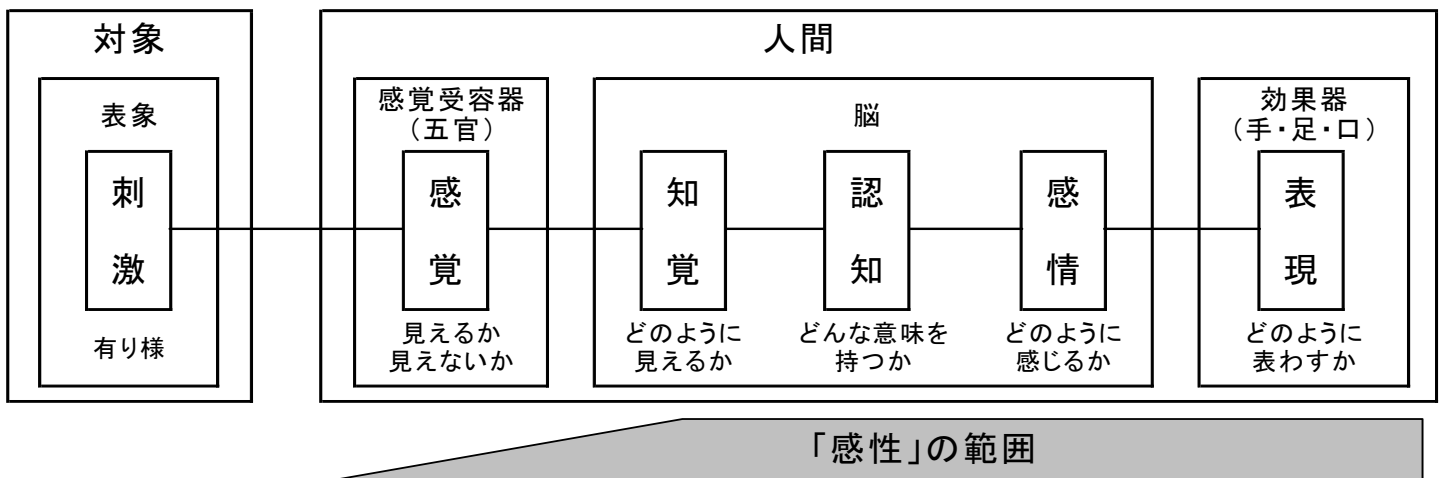 対象
表象
刺激
有り様
人間
感覚受容器
（五官）
感覚
見えるか
見えないか
脳
知覚
どのように
見えるか
認知
どんな意味を
持つか
感情
どのように
感じるか
効果器
（手・足・口）
表現
どのように
表わすか
「感性」の範囲